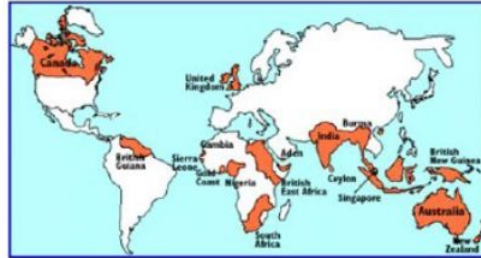 Canada
United
Kingdom
British
Guiana
Sierra
Leone
Gambia
Gold
Coast
Nigeria
Aden
British
East Africa
South
Africa
India
Burma
Ceylon
Singapore
British
New Guinea
Australia
New
Zealand